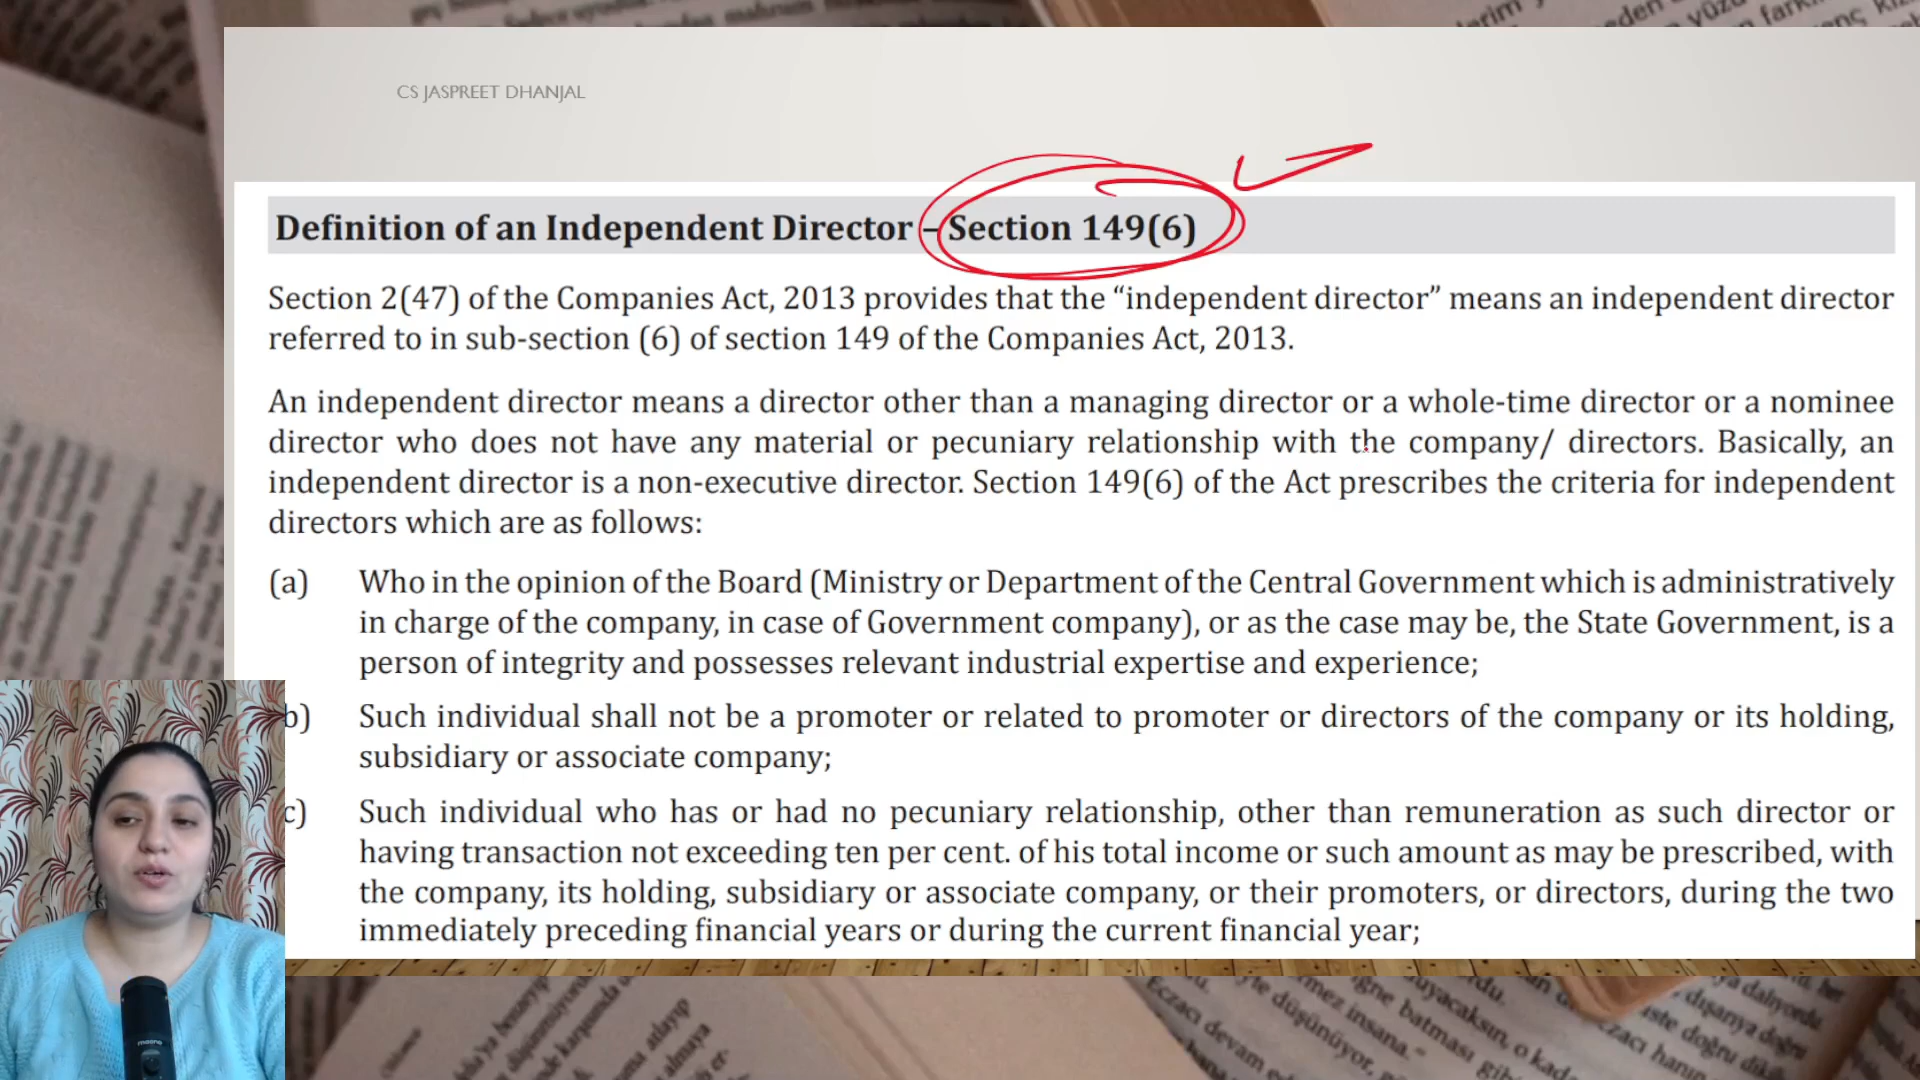 CS JASPREET DHANJAL
Definition of an Independent Director – Section 149(6)
Section 2(47) of the Companies Act, 2013 provides that the “independent director” means an independent director
referred to in sub-section (6) of section 149 of the Companies Act, 2013.
An independent director means a director other than a managing director or a whole-time director or a nominee
director who does not have any material or pecuniary relationship with the company/ directors. Basically, an
independent director is a non-executive director. Section 149(6) of the Act prescribes the criteria for independent
directors which are as follows:
(a) Who in the opinion of the Board (Ministry or Department of the Central Government which is administratively
in charge of the company, in case of Government company), or as the case may be, the State Government, is a
person of integrity and possesses relevant industrial expertise and experience;
b) Such individual shall not be a promoter or related to promoter or directors of the company or its holding,
subsidiary or associate company;
c) Such individual who has or had no pecuniary relationship, other than remuneration as such director or
having transaction not exceeding ten per cent. of his total income or such amount as may be prescribed, with
the company, its holding, subsidiary or associate company, or their promoters, or directors, during the two
immediately preceding financial years or during the current financial year;
maono